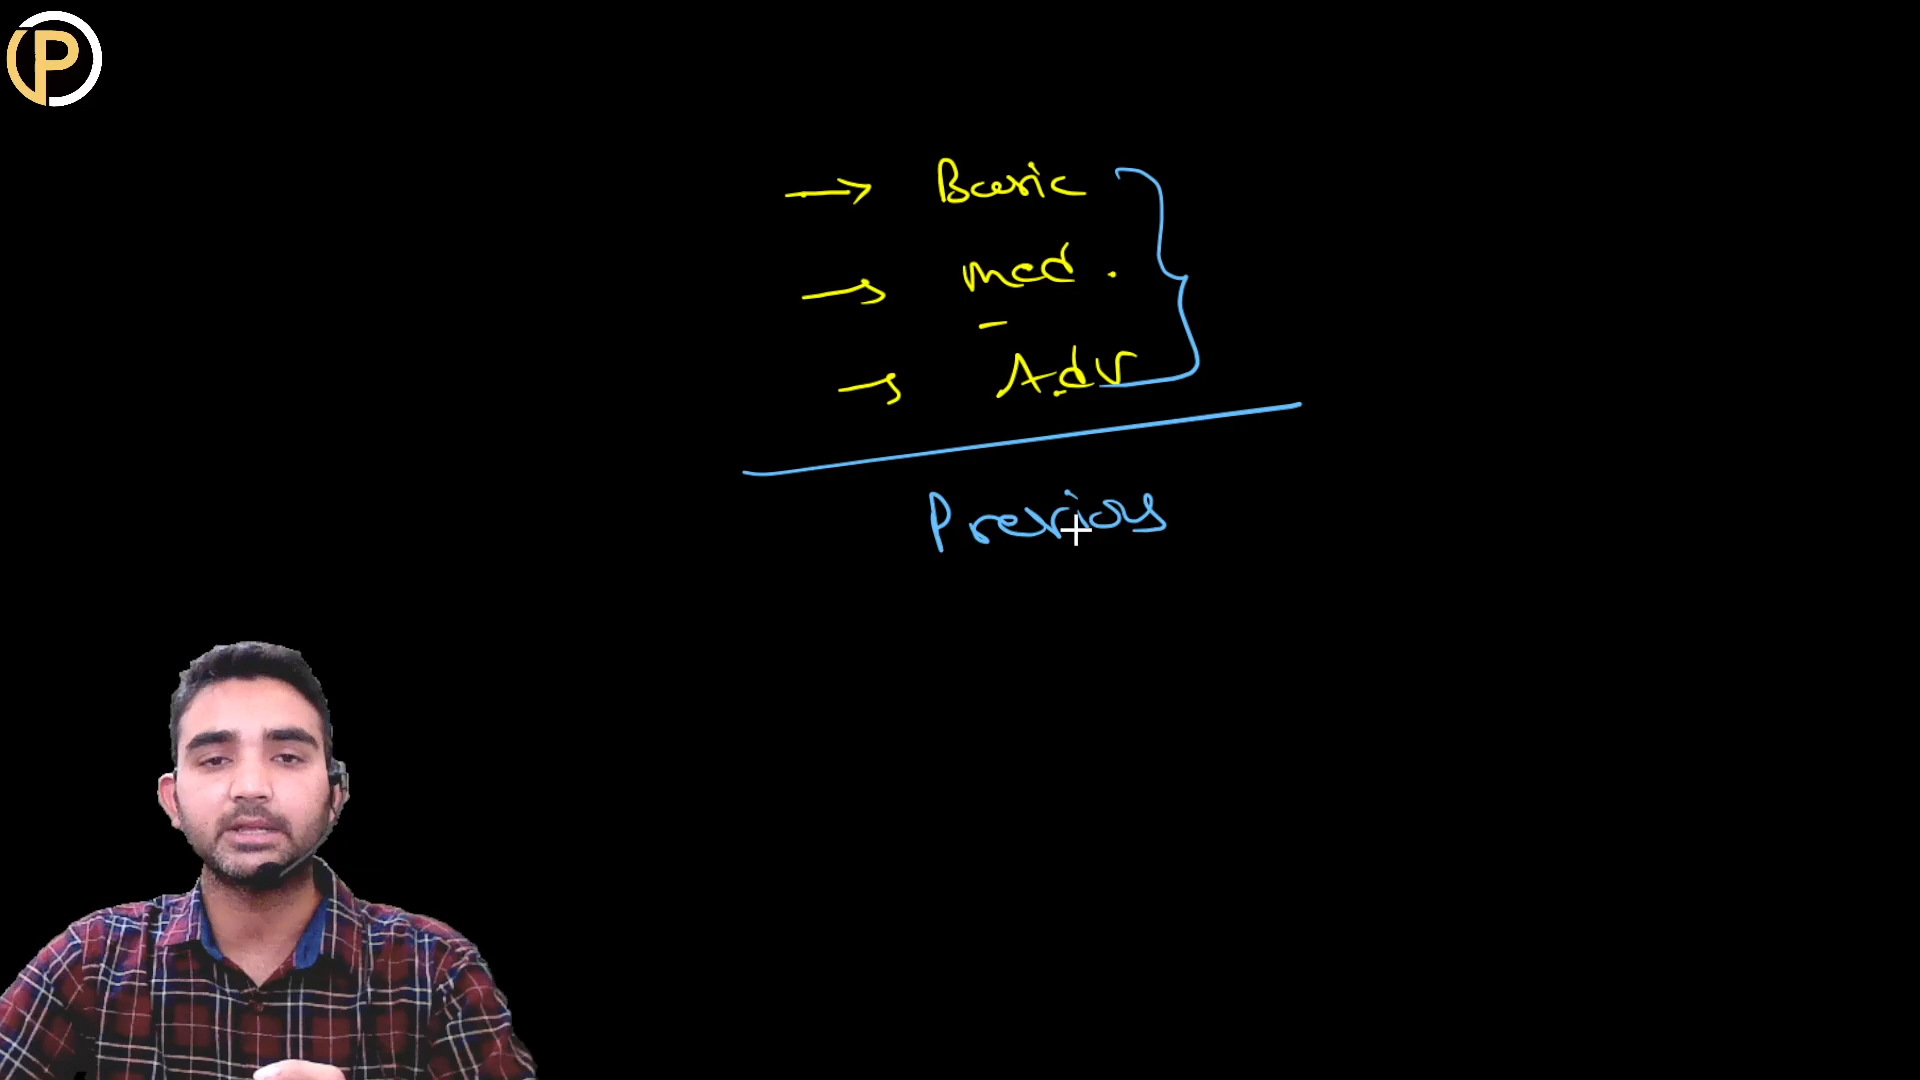 P
→ Basic
→ med.
→ Adv
Previous